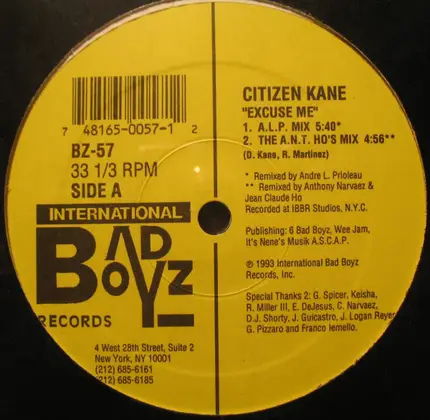 7 48165-0057-1 2
BZ-57
33 1/3 RPM
SIDE A
INTERNATIONAL
BAD
BOYZ
RECORDS
4 West 28th Street, Suite 2
New York, NY 10001
(212) 685-6161
(212) 685-6185
CITIZEN KANE
"EXCUSE ME"
1. A.L.P. MIX 5:40*
2. THE A.N.T. HO'S MIX 4:56**
(D. Kane, R. Martinez)
* Remixed by Andre L. Prioleau
** Remixed by Anthony Narvaez &
Jean Claude Ho
Recorded at IBBR Studios, N.Y.C.
Publishing: 6 Bad Boyz, Wee Jam,
It's Nene's Musik A.S.C.A.P.
℗ 1993 International Bad Boyz
Records, Inc.
Special Thanks 2: G. Spicer, Keisha,
R. Miller III, E. DeJesus, C. Narvaez,
D.J. Shorty, J. Guicastro, J. Logan Reyes
G. Pizzaro and Franco Iemello.